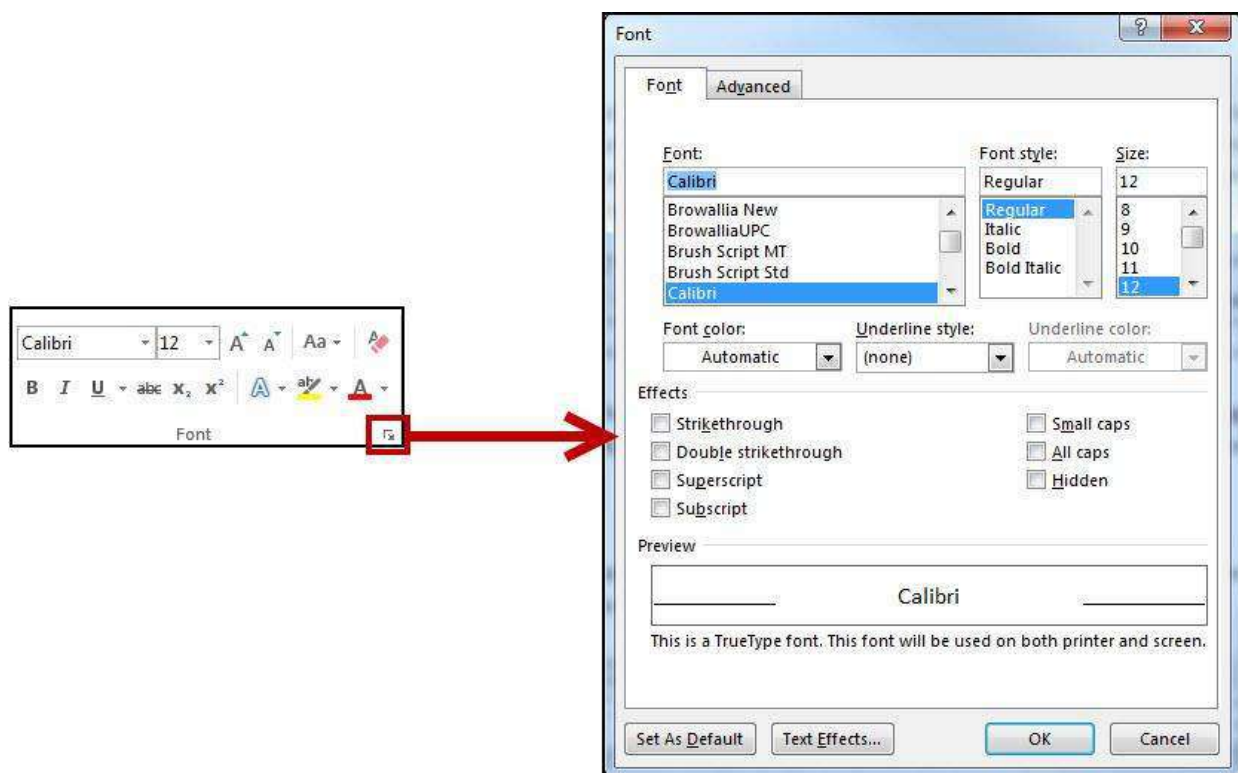 Calibri 12 A A Aa A
B I U abc x₂ x² A ab A
Font
Font
Font Advanced
Font: Font style: Size:
Calibri Regular 12
Browallia New Regular 8
BrowalliaUPC Italic 9
Brush Script MT Bold 10
Brush Script Std Bold Italic 11
Calibri 12
Font color: Underline style: Underline color:
Automatic (none) Automatic
Effects
Strikethrough Small caps
Double strikethrough All caps
Superscript Hidden
Subscript
Preview
Calibri
This is a TrueType font. This font will be used on both printer and screen.
Set As Default Text Effects... OK Cancel